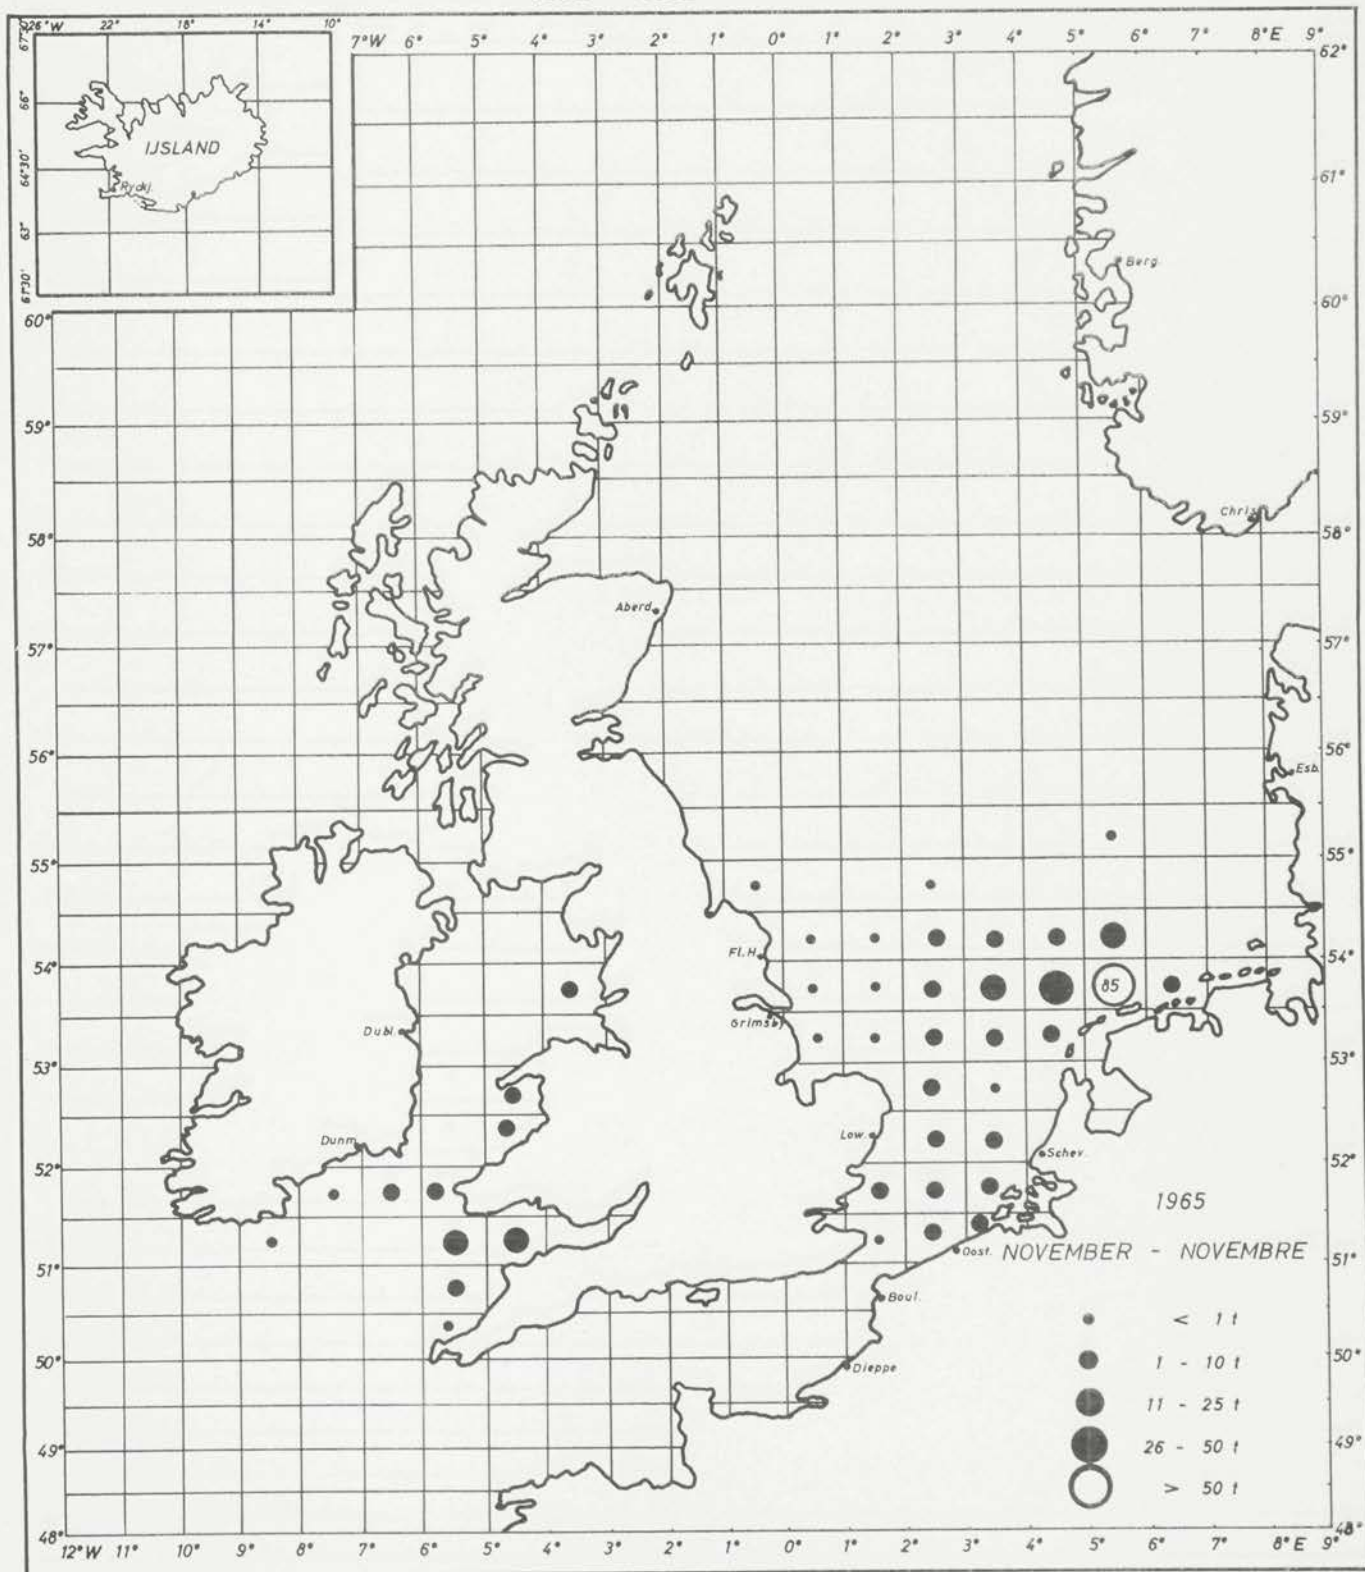 26°W 22° 18° 14° 10°
67°30'
66°
64°30'
63°
61°30'
IJSLAND
Rydkj.
7°W 6° 5° 4° 3° 2° 1° 0° 1° 2° 3° 4° 5° 6° 7° 8°E 9°
62°
61°
60° 60°
59° 59°
58° 58°
57° 57°
56° 56°
55° 55°
54° 54°
53° 53°
52° 52°
51° 51°
50° 50°
49° 49°
48° 48°
Berg.
Chris.
Aberd.
Esb.
Fl.H.
85
Grimsby
Dubl.
Dunm.
Low.
Schev.
Oost.
Boul.
Dieppe
1965
NOVEMBER - NOVEMBRE
< 1 t
1 - 10 t
11 - 25 t
26 - 50 t
> 50 t
12°W 11° 10° 9° 8° 7° 6° 5° 4° 3° 2° 1° 0° 1° 2° 3° 4° 5° 6° 7° 8°E 9°